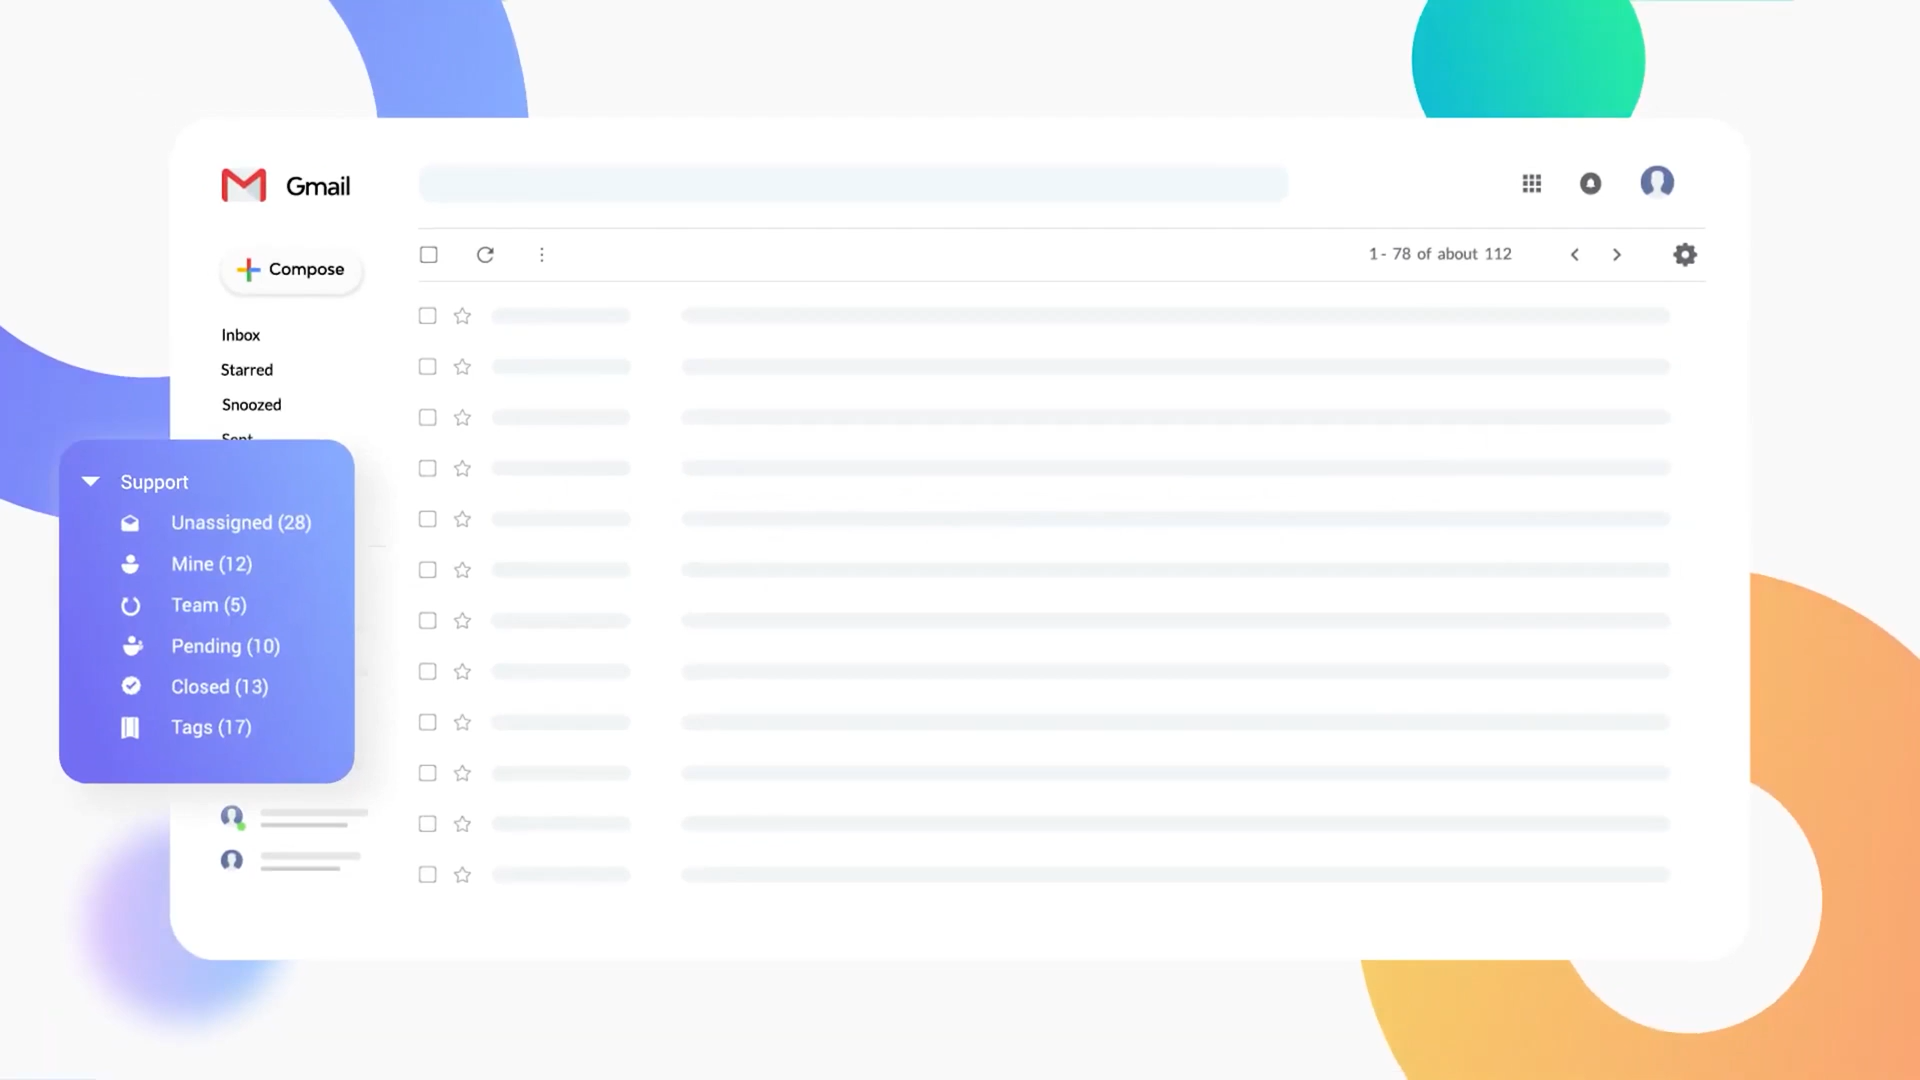 Gmail
Compose
1 - 78 of about 112
Inbox
Starred
Snoozed
Sent
Support
Unassigned (28)
Mine (12)
Team (5)
Pending (10)
Closed (13)
Tags (17)